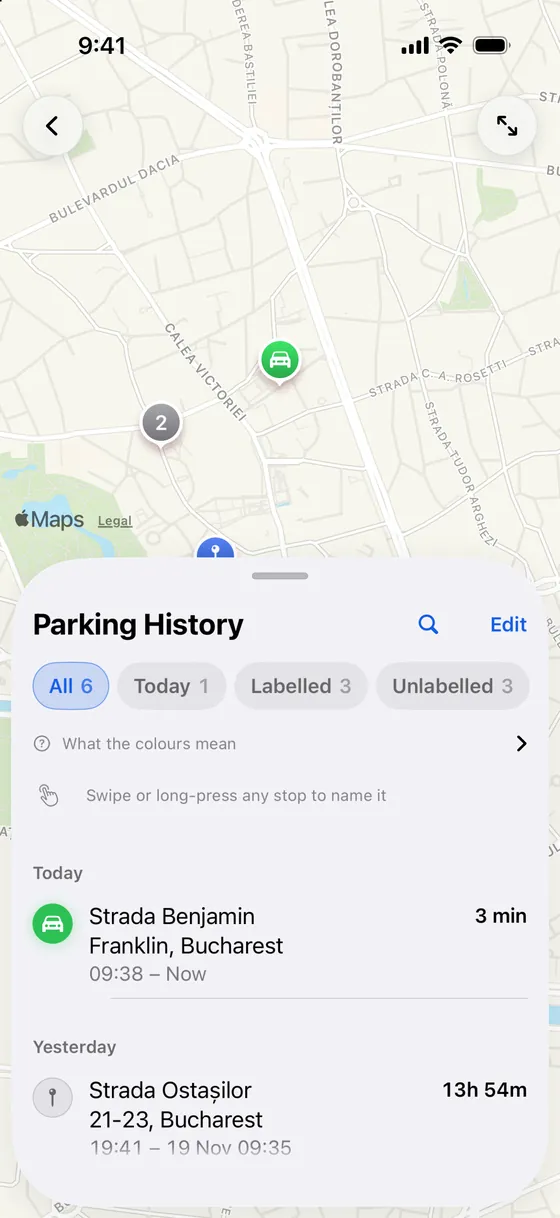 9:41
DEREA BASTILIEI
LEA DOROBANȚILOR
STRADA POLONĂ
BULEVARDUL DACIA
CALEA VICTORIEI
STRADA C. A. ROSETTI
STRADA TUDOR ARGHEZI
2
Maps Legal
Parking History
Edit
All 6
Today 1
Labelled 3
Unlabelled 3
What the colours mean
Swipe or long-press any stop to name it
Today
Strada Benjamin
Franklin, Bucharest
3 min
09:38 – Now
Yesterday
Strada Ostașilor
21-23, Bucharest
13h 54m
19:41 – 19 Nov 09:35